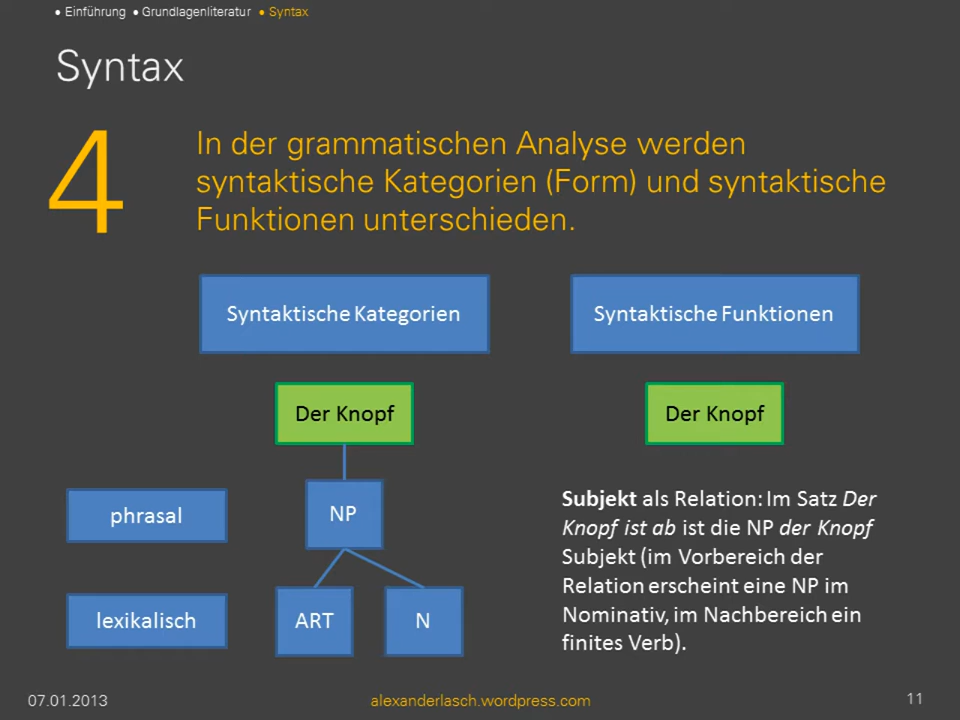 ● Einführung ● Grundlagenliteratur ● Syntax
Syntax
4
In der grammatischen Analyse werden
syntaktische Kategorien (Form) und syntaktische
Funktionen unterschieden.
Syntaktische Kategorien
Syntaktische Funktionen
Der Knopf
Der Knopf
phrasal
NP
lexikalisch
ART
N
Subjekt als Relation: Im Satz Der
Knopf ist ab ist die NP der Knopf
Subjekt (im Vorbereich der
Relation erscheint eine NP im
Nominativ, im Nachbereich ein
finites Verb).
07.01.2013
alexanderlasch.wordpress.com
11